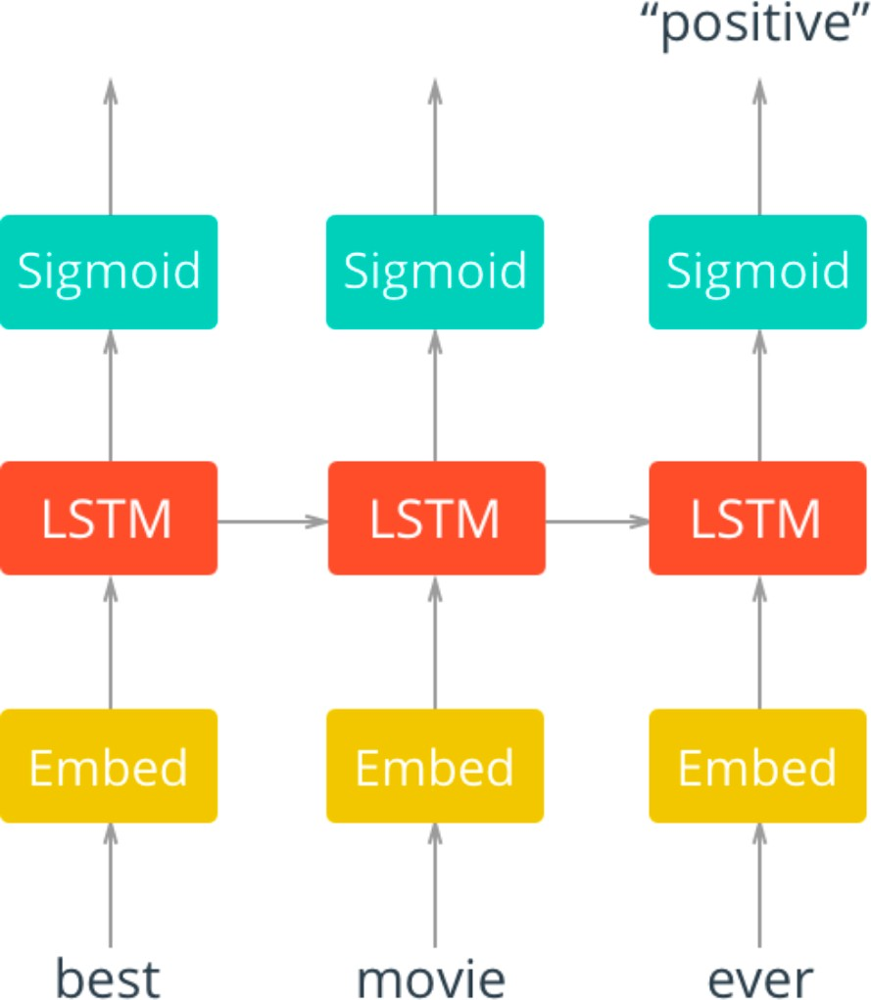 “positive”
Sigmoid Sigmoid Sigmoid
LSTM LSTM LSTM
Embed Embed Embed
best movie ever